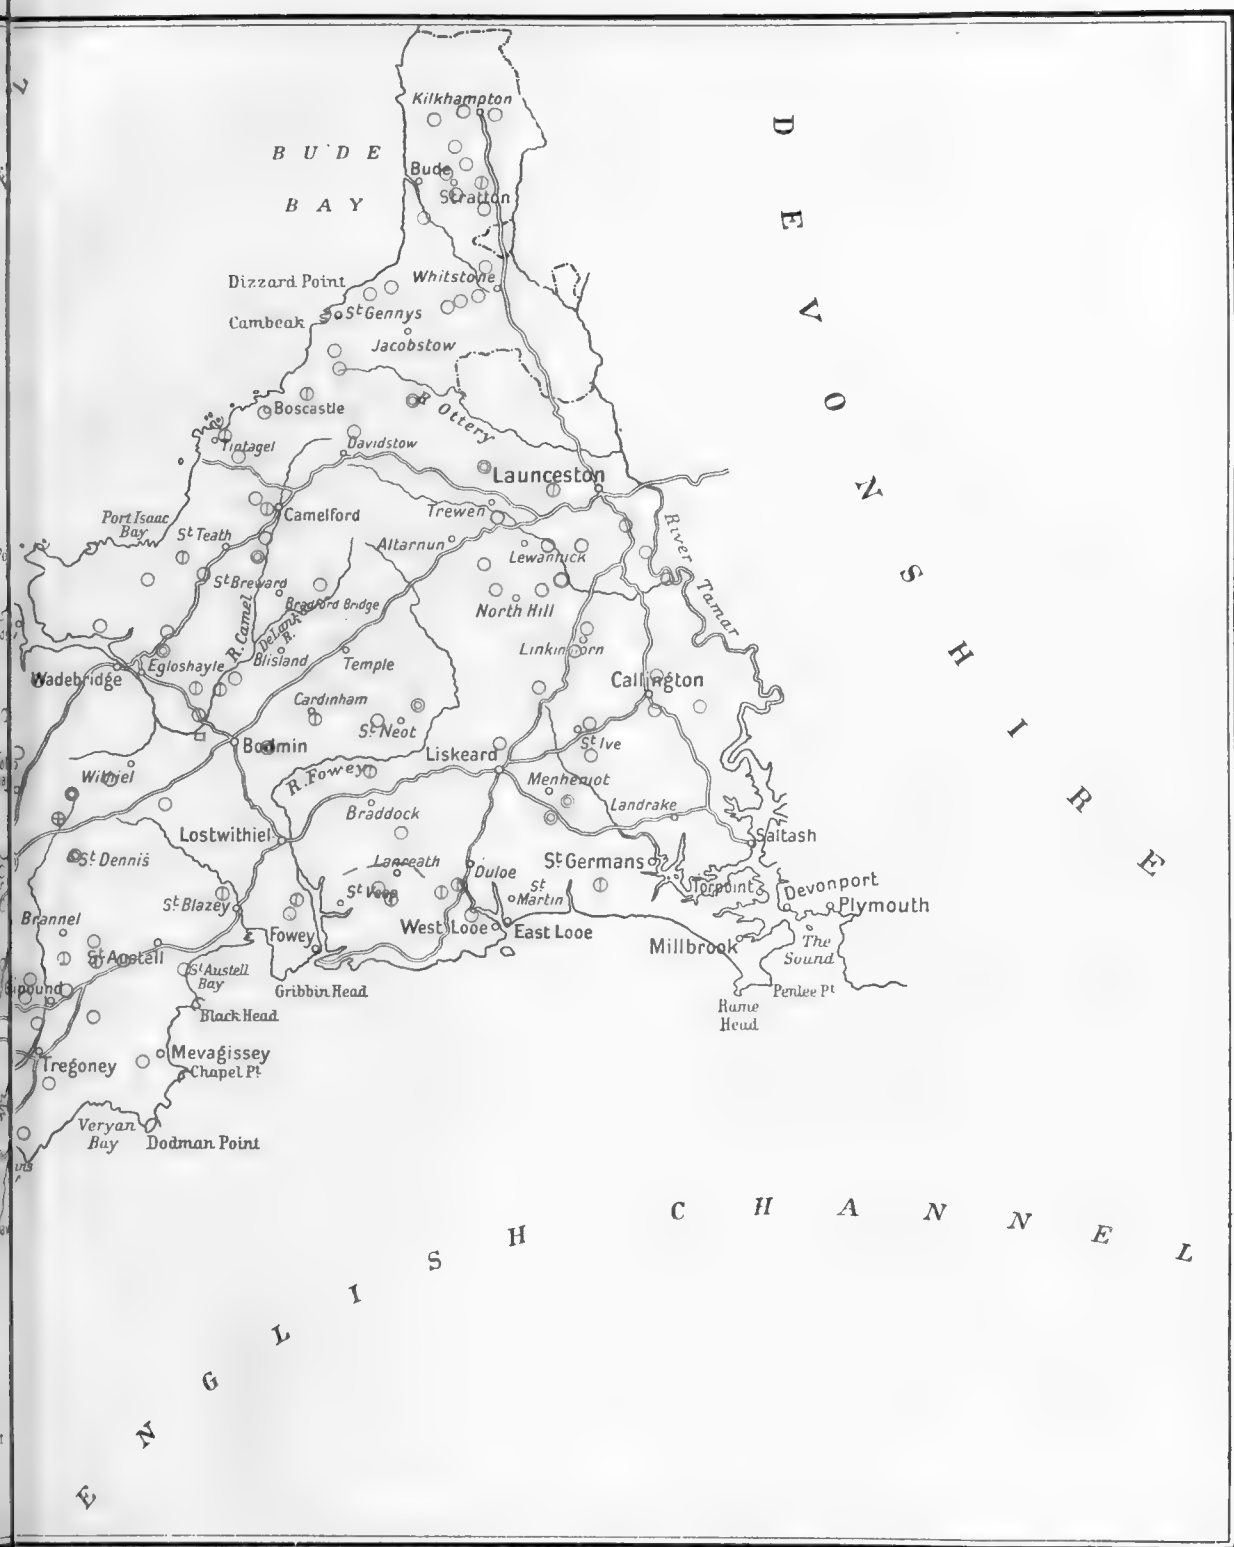 Kilkhampton
BUDE
BAY
Bude
Stratton
Dizzard Point
Whitstone
Cambeak
St Gennys
Jacobstow
Boscastle
R. Ottery
Tintagel
Davidstow
Launceston
Port Isaac
Bay
St Teath
Camelford
Trewen
Altarnun
Lewannick
River Tamar
St Breward
Bradford Bridge
North Hill
R. Camel
De Lank
R.
Blisland
Linkinhorn
Egloshayle
Wadebridge
Temple
Callington
Cardinham
St Neot
St Ive
Bodmin
Liskeard
Withiel
R. Fowey
Menheniot
Braddock
Landrake
Lostwithiel
Saltash
St Dennis
Lanreath
Duloe
St Germans
Torpoint
Devonport
Plymouth
St Blazey
St Veep
St
Martin
Brannel
West Looe
East Looe
Fowey
Millbrook
The
Sound
St Austell
St Austell
Bay
Gribbin Head
Penlee Pt
Rame
Head
Black Head
Tregoney
Mevagissey
Chapel Pt.
Veryan
Bay
Dodman Point
DEVONSHIRE
ENGLISH CHANNEL